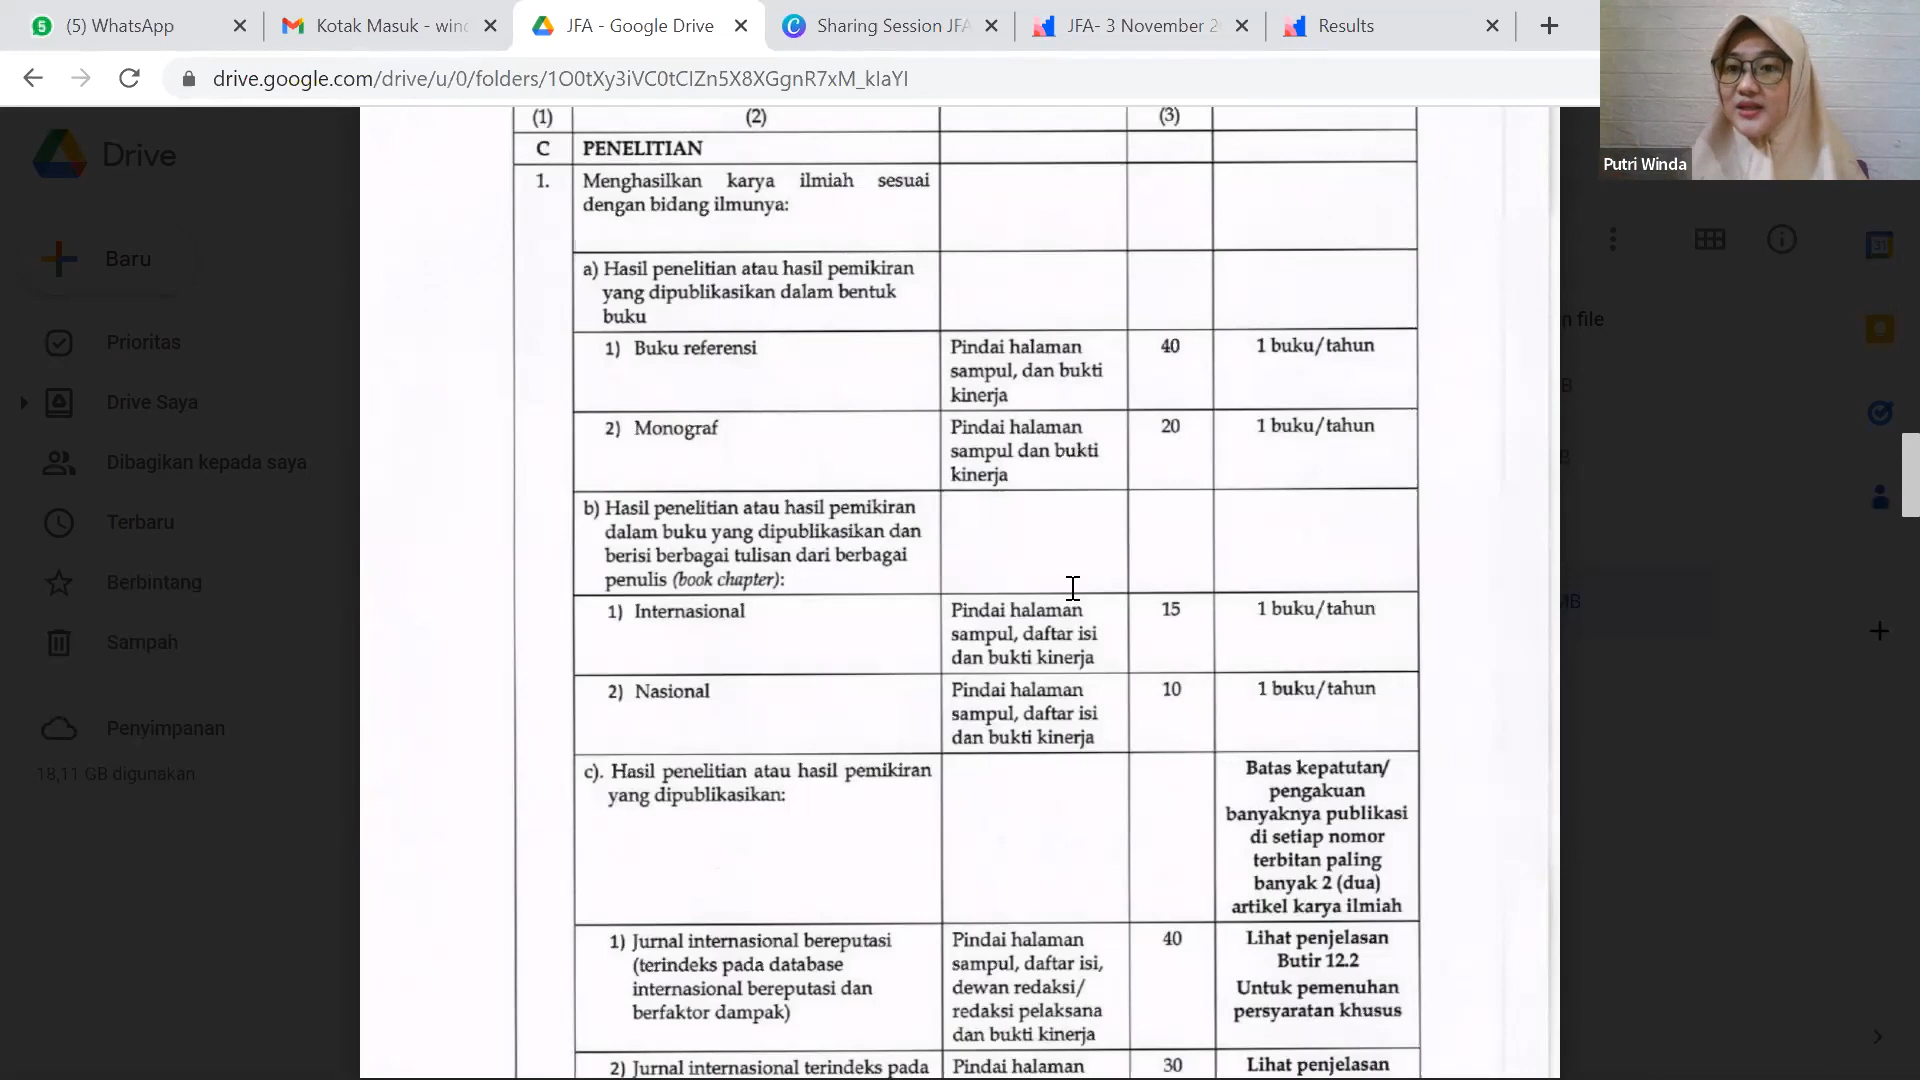 (5) WhatsApp
Kotak Masuk - winc
JFA - Google Drive
Sharing Session JFA
JFA- 3 November 2
Results
drive.google.com/drive/u/0/folders/1O0tXy3iVC0tCIZn5X8XGgnR7xM_kIaYI
Putri Winda
Drive
Baru
Prioritas
Drive Saya
Dibagikan kepada saya
Terbaru
Berbintang
Sampah
Penyimpanan
18,11 GB digunakan
(1) (2) (3)
C PENELITIAN
1. Menghasilkan karya ilmiah sesuai
dengan bidang ilmunya:
a) Hasil penelitian atau hasil pemikiran
yang dipublikasikan dalam bentuk
buku
1) Buku referensi Pindai halaman 40 1 buku/tahun
sampul, dan bukti
kinerja
2) Monograf Pindai halaman 20 1 buku/tahun
sampul dan bukti
kinerja
b) Hasil penelitian atau hasil pemikiran
dalam buku yang dipublikasikan dan
berisi berbagai tulisan dari berbagai
penulis (book chapter):
1) Internasional Pindai halaman 15 1 buku/tahun
sampul, daftar isi
dan bukti kinerja
2) Nasional Pindai halaman 10 1 buku/tahun
sampul, daftar isi
dan bukti kinerja
c). Hasil penelitian atau hasil pemikiran
yang dipublikasikan:
Batas kepatutan/
pengakuan
banyaknya publikasi
di setiap nomor
terbitan paling
banyak 2 (dua)
artikel karya ilmiah
1) Jurnal internasional bereputasi
(terindeks pada database
internasional bereputasi dan
berfaktor dampak)
Pindai halaman
sampul, daftar isi,
dewan redaksi/
redaksi pelaksana
dan bukti kinerja
40
Lihat penjelasan
Butir 12.2
Untuk pemenuhan
persyaratan khusus
2) Jurnal internasional terindeks pada Pindai halaman 30 Lihat penjelasan
n file
B
B
MB
31